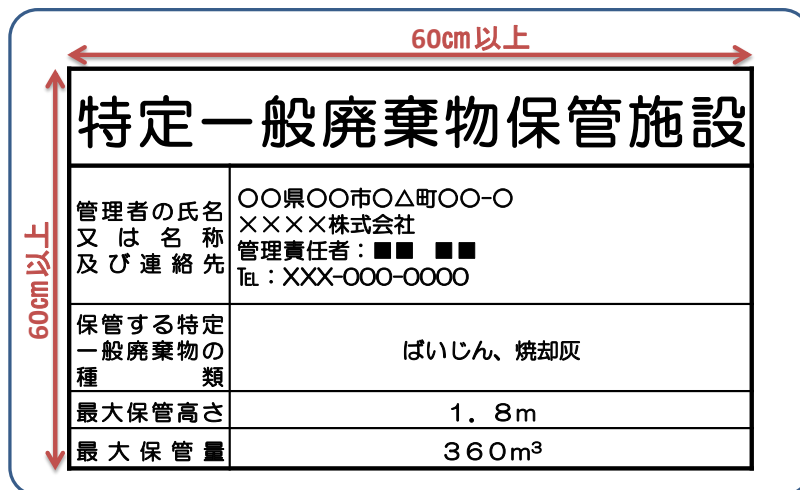 60㎝以上
60㎝以上
特定一般廃棄物保管施設
管理者の氏名
又は名称
及び連絡先
○○県○○市○△町○○-○
××××株式会社
管理責任者：■■　■■
℡：XXX-OOO-OOOO
保管する特定
一般廃棄物の
種類
ばいじん、焼却灰
最大保管高さ
１．８ｍ
最大保管量
３６０ｍ³